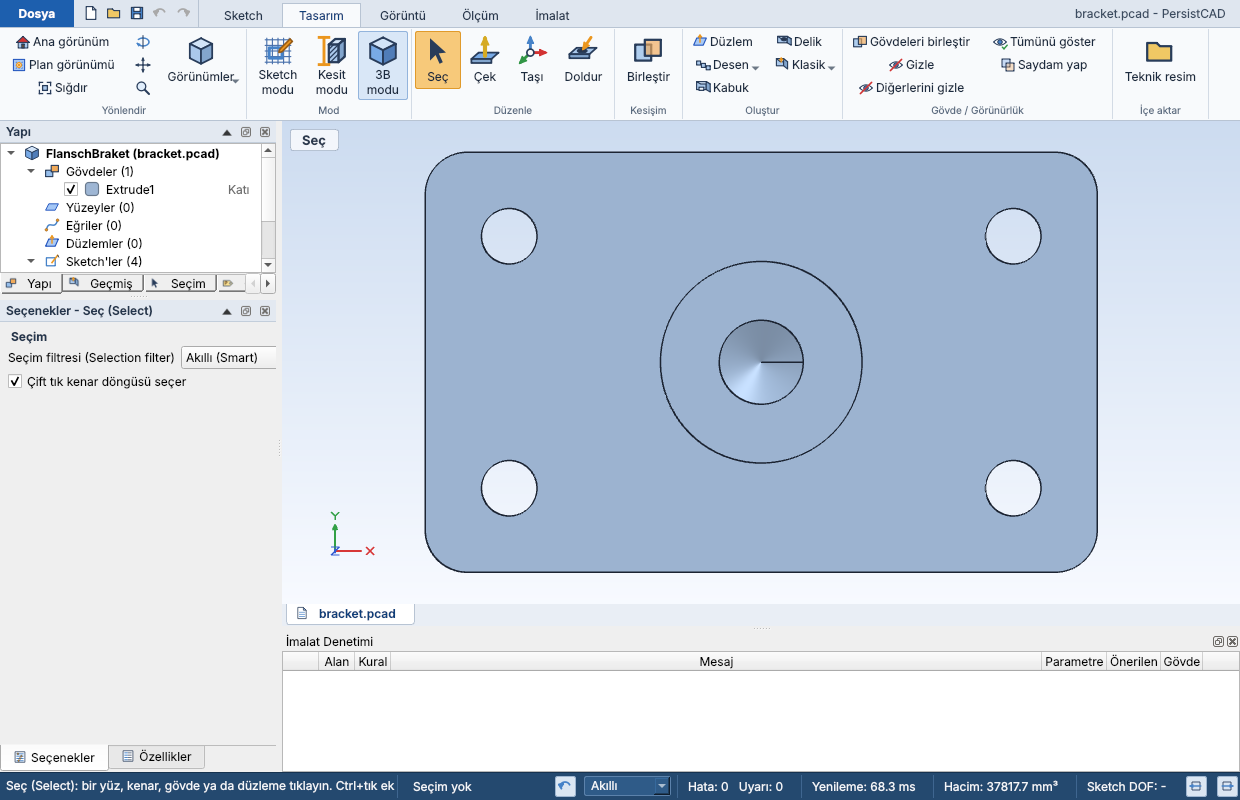 Dosya
Sketch
Tasarım
Görüntü
Ölçüm
İmalat
bracket.pcad - PersistCAD
Ana görünüm
Plan görünümü
Sığdır
Görünümler
Yönlendir
Sketch modu
Kesit modu
3B modu
Mod
Seç
Çek
Taşı
Doldur
Düzenle
Birleştir
Kesişim
Düzlem
Desen
Kabuk
Delik
Klasik
Oluştur
Gövdeleri birleştir
Gizle
Diğerlerini gizle
Tümünü göster
Saydam yap
Gövde / Görünürlük
Teknik resim
İçe aktar
Yapı
FlanschBraket (bracket.pcad)
Gövdeler (1)
Extrude1 Katı
Yüzeyler (0)
Eğriler (0)
Düzlemler (0)
Sketch'ler (4)
Yapı
Geçmiş
Seçim
Seçenekler - Seç (Select)
Seçim
Seçim filtresi (Selection filter) Akıllı (Smart)
Çift tık kenar döngüsü seçer
Seçenekler
Özellikler
Seç
Y
Z
X
bracket.pcad
İmalat Denetimi
Alan Kural Mesaj Parametre Önerilen Gövde
Seç (Select): bir yüz, kenar, gövde ya da düzleme tıklayın. Ctrl+tık ek
Seçim yok
Akıllı
Hata: 0 Uyarı: 0
Yenileme: 68.3 ms
Hacim: 37817.7 mm³
Sketch DOF: -